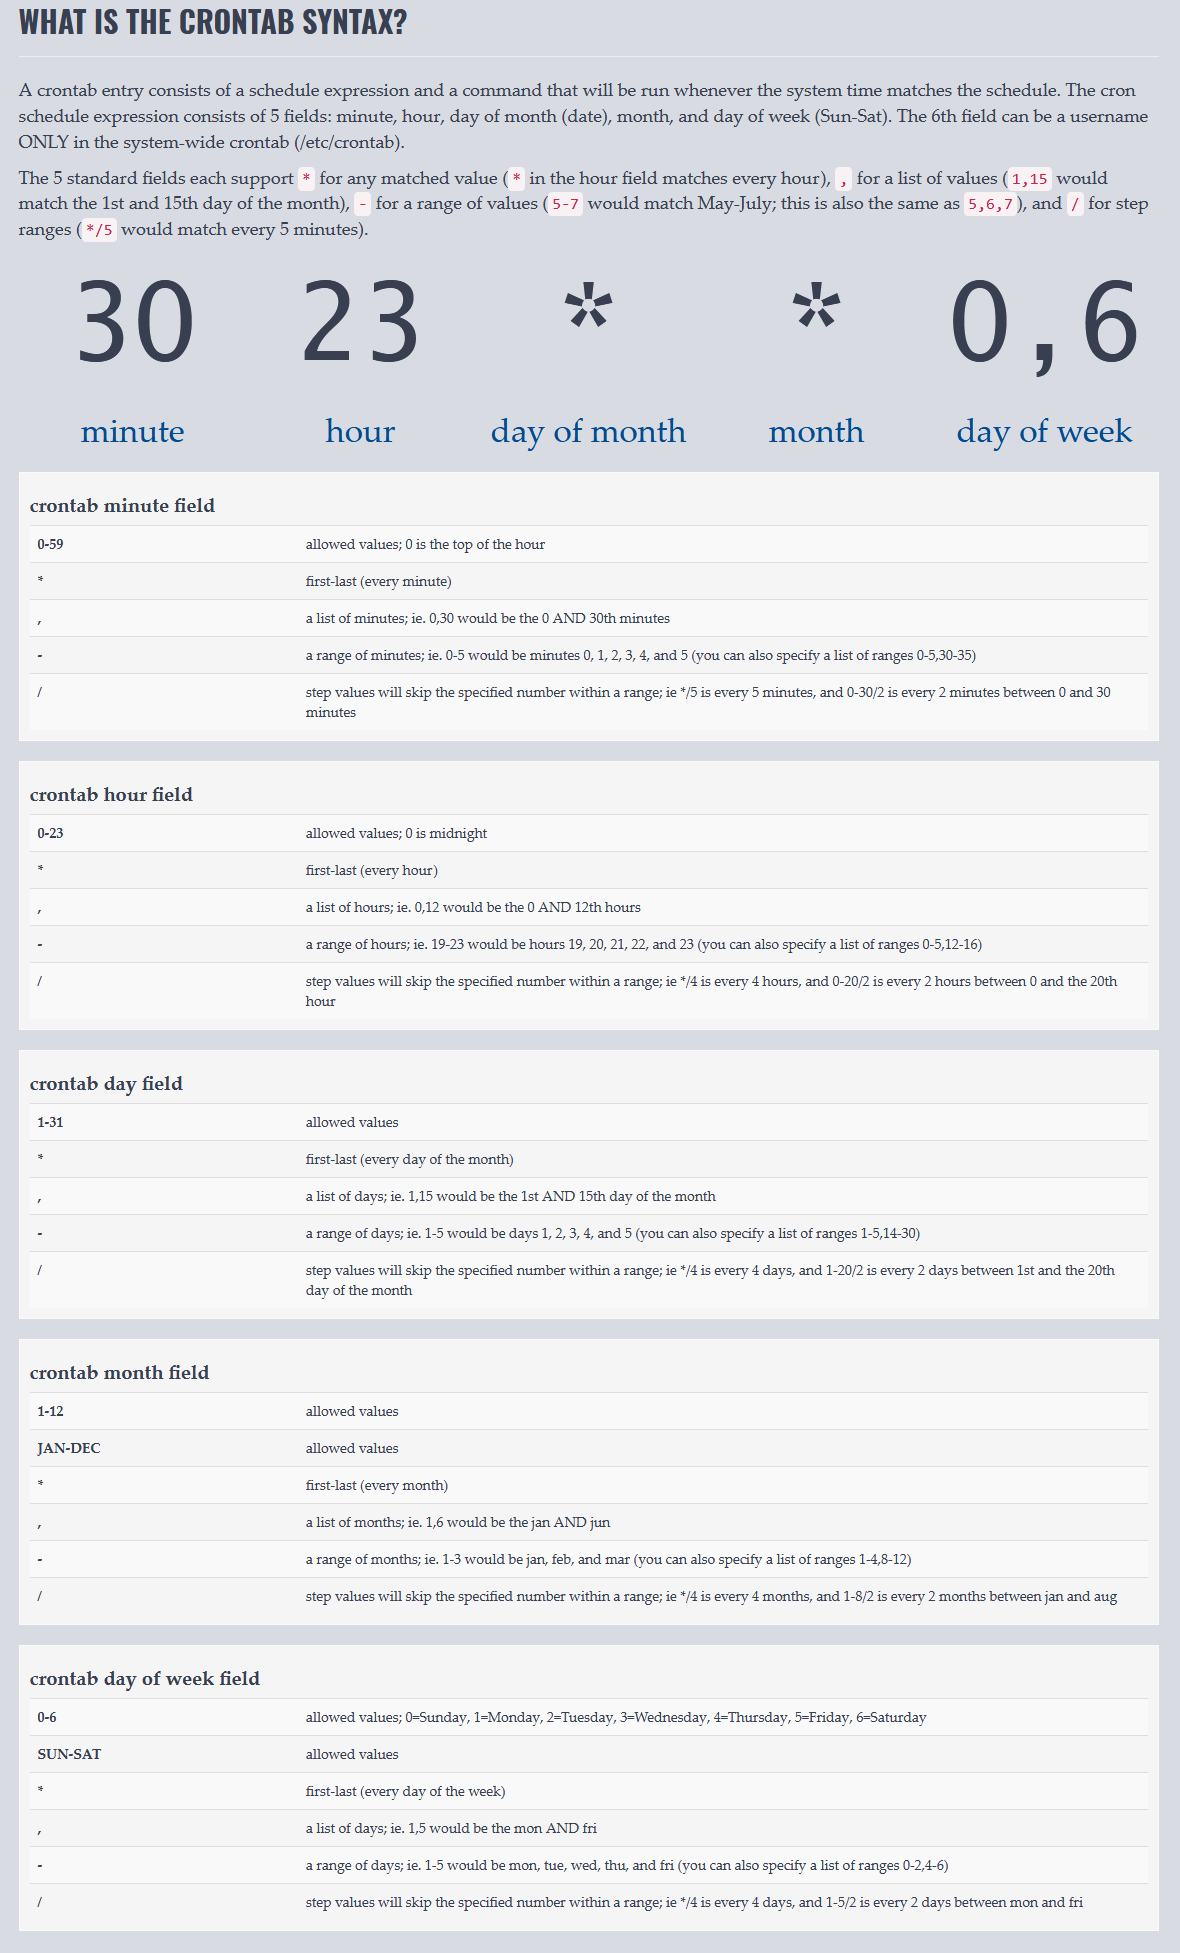 WHAT IS THE CRONTAB SYNTAX?
A crontab entry consists of a schedule expression and a command that will be run whenever the system time matches the schedule. The cron
schedule expression consists of 5 fields: minute, hour, day of month (date), month, and day of week (Sun-Sat). The 6th field can be a username
ONLY in the system-wide crontab (/etc/crontab).
The 5 standard fields each support * for any matched value ( * in the hour field matches every hour), , for a list of values ( 1,15 would
match the 1st and 15th day of the month), - for a range of values ( 5-7 would match May-July; this is also the same as 5,6,7 ), and / for step
ranges ( */5 would match every 5 minutes).
30 23 * * 0,6
minute hour day of month month day of week
crontab minute field
0-59 allowed values; 0 is the top of the hour
* first-last (every minute)
, a list of minutes; ie. 0,30 would be the 0 AND 30th minutes
- a range of minutes; ie. 0-5 would be minutes 0, 1, 2, 3, 4, and 5 (you can also specify a list of ranges 0-5,30-35)
/ step values will skip the specified number within a range; ie */5 is every 5 minutes, and 0-30/2 is every 2 minutes between 0 and 30
minutes
crontab hour field
0-23 allowed values; 0 is midnight
* first-last (every hour)
, a list of hours; ie. 0,12 would be the 0 AND 12th hours
- a range of hours; ie. 19-23 would be hours 19, 20, 21, 22, and 23 (you can also specify a list of ranges 0-5,12-16)
/ step values will skip the specified number within a range; ie */4 is every 4 hours, and 0-20/2 is every 2 hours between 0 and the 20th
hour
crontab day field
1-31 allowed values
* first-last (every day of the month)
, a list of days; ie. 1,15 would be the 1st AND 15th day of the month
- a range of days; ie. 1-5 would be days 1, 2, 3, 4, and 5 (you can also specify a list of ranges 1-5,14-30)
/ step values will skip the specified number within a range; ie */4 is every 4 days, and 1-20/2 is every 2 days between 1st and the 20th
day of the month
crontab month field
1-12 allowed values
JAN-DEC allowed values
* first-last (every month)
, a list of months; ie. 1,6 would be the jan AND jun
- a range of months; ie. 1-3 would be jan, feb, and mar (you can also specify a list of ranges 1-4,8-12)
/ step values will skip the specified number within a range; ie */4 is every 4 months, and 1-8/2 is every 2 months between jan and aug
crontab day of week field
0-6 allowed values; 0=Sunday, 1=Monday, 2=Tuesday, 3=Wednesday, 4=Thursday, 5=Friday, 6=Saturday
SUN-SAT allowed values
* first-last (every day of the week)
, a list of days; ie. 1,5 would be the mon AND fri
- a range of days; ie. 1-5 would be mon, tue, wed, thu, and fri (you can also specify a list of ranges 0-2,4-6)
/ step values will skip the specified number within a range; ie */4 is every 4 days, and 1-5/2 is every 2 days between mon and fri